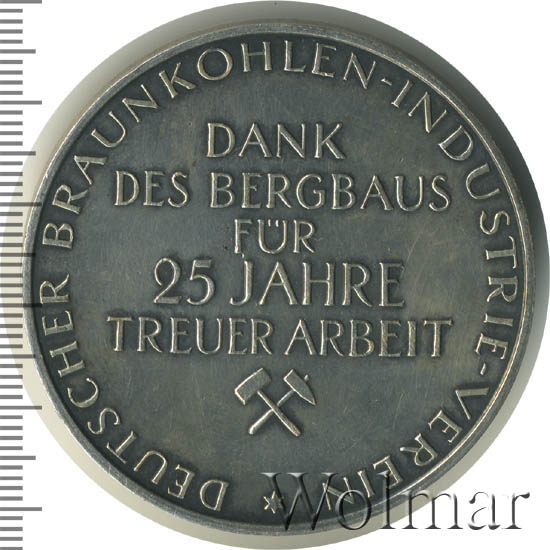 DEUTSCHER BRAUNKOHLEN-INDUSTRIE-VEREIN
DANK
DES BERGBAUS
FÜR
25 JAHRE
TREUER ARBEIT
Wolmar